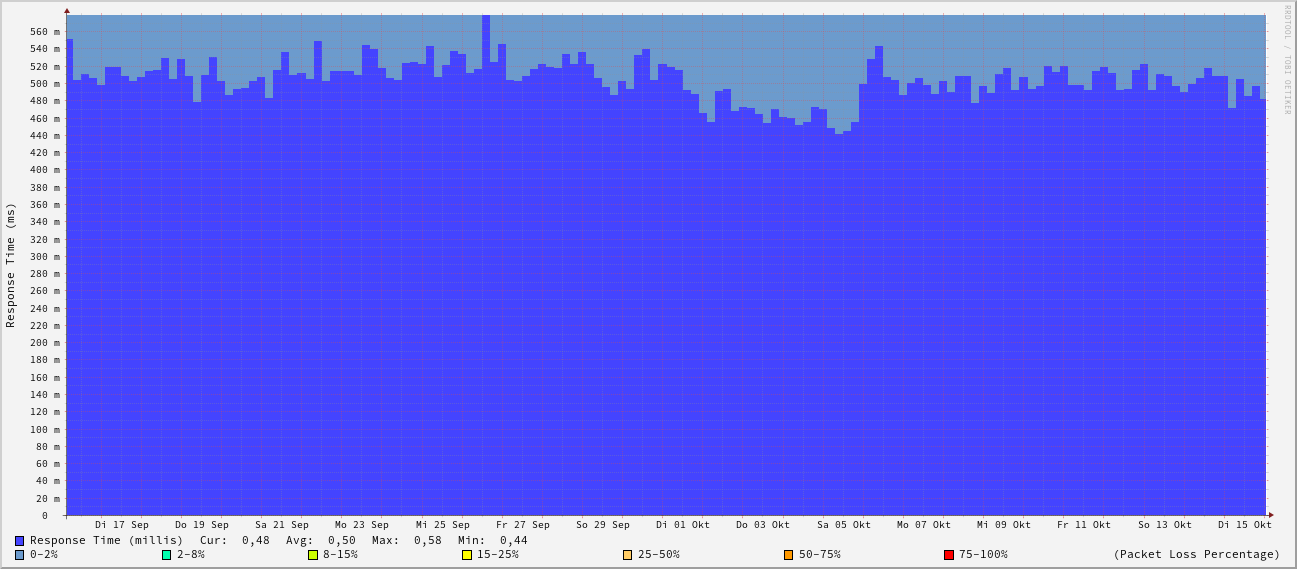 RRDTOOL / TOBI OETIKER
Response Time (ms)
560 m
540 m
520 m
500 m
480 m
460 m
440 m
420 m
400 m
380 m
360 m
340 m
320 m
300 m
280 m
260 m
240 m
220 m
200 m
180 m
160 m
140 m
120 m
100 m
80 m
60 m
40 m
20 m
0
Di 17 Sep Do 19 Sep Sa 21 Sep Mo 23 Sep Mi 25 Sep Fr 27 Sep So 29 Sep Di 01 Okt Do 03 Okt Sa 05 Okt Mo 07 Okt Mi 09 Okt Fr 11 Okt So 13 Okt Di 15 Okt
Response Time (millis) Cur: 0,48 Avg: 0,50 Max: 0,58 Min: 0,44
0-2% 2-8% 8-15% 15-25% 25-50% 50-75% 75-100% (Packet Loss Percentage)